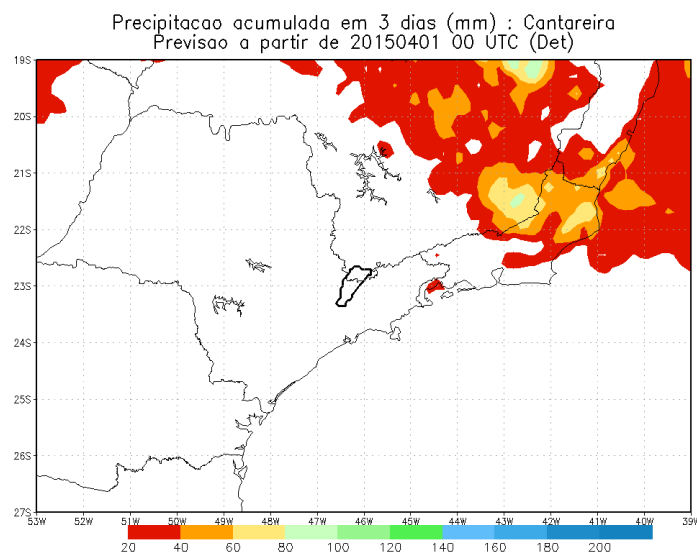 Precipitacao acumulada em 3 dias (mm) : Cantareira
Previsao a partir de 20150401 00 UTC (Det)
19S
20S
21S
22S
23S
24S
25S
26S
27S
53W 52W 51W 50W 49W 48W 47W 46W 45W 44W 43W 42W 41W 40W 39W
20 40 60 80 100 120 140 160 180 200